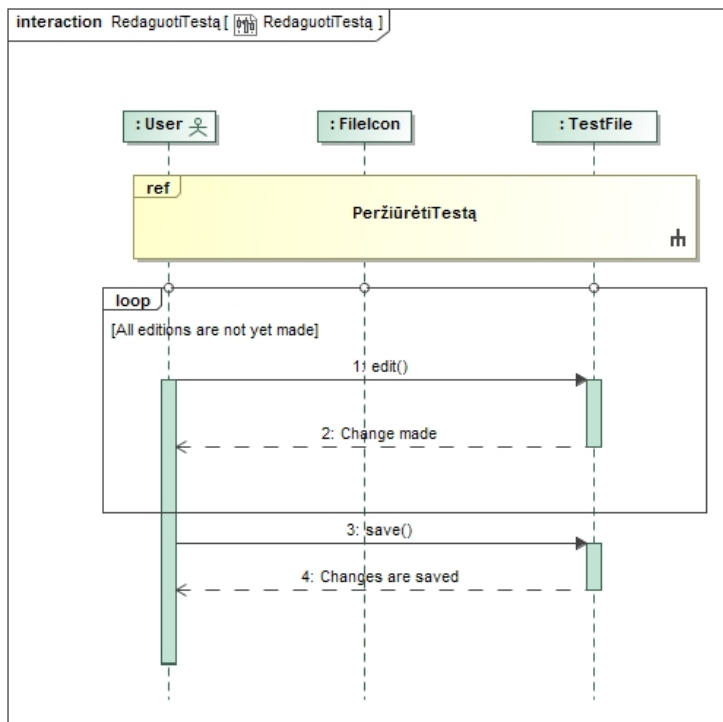 interaction RedaguotiTestą [ RedaguotiTestą ]
: User
: FileIcon
: TestFile
ref
PeržiūrėtiTestą
loop
[All editions are not yet made]
1: edit()
2: Change made
3: save()
4: Changes are saved